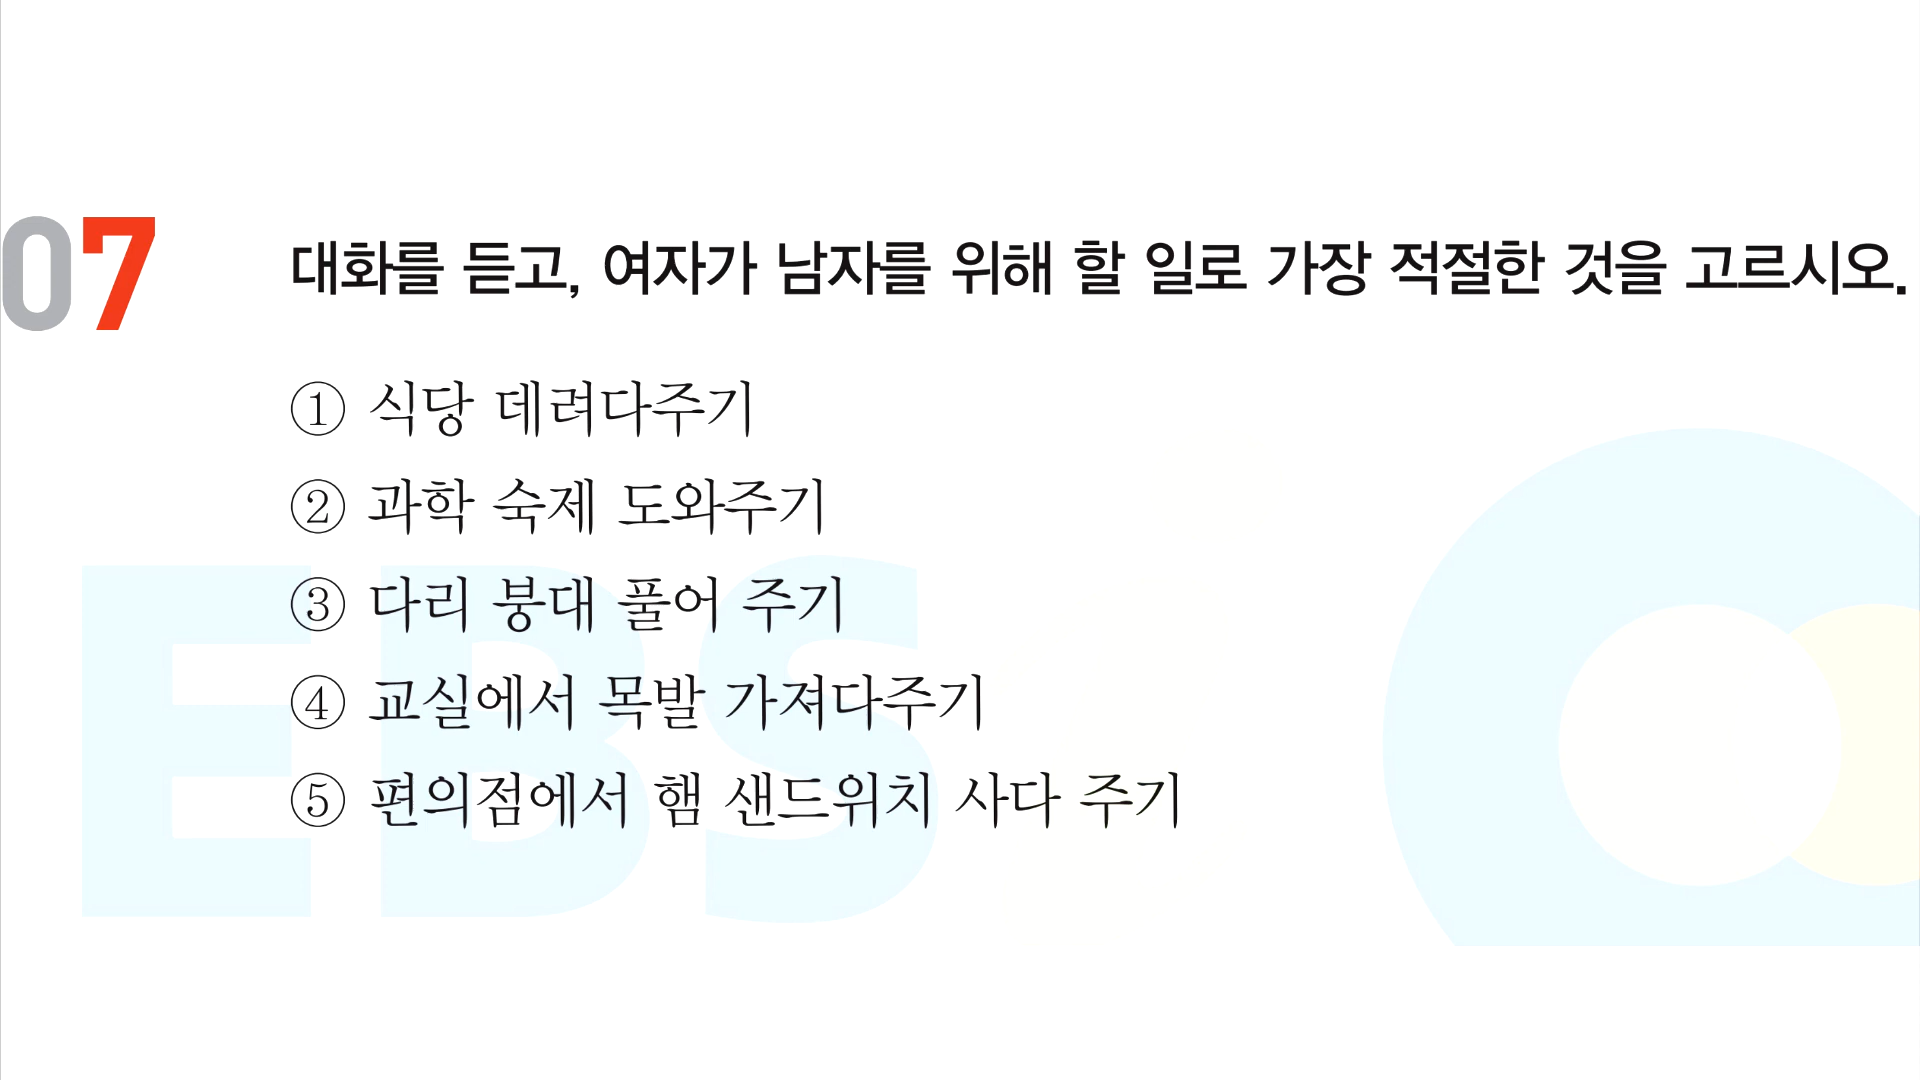 07
대화를 듣고, 여자가 남자를 위해 할 일로 가장 적절한 것을 고르시오.
① 식당 데려다주기
② 과학 숙제 도와주기
③ 다리 붕대 풀어 주기
④ 교실에서 목발 가져다주기
⑤ 편의점에서 햄 샌드위치 사다 주기
EBS